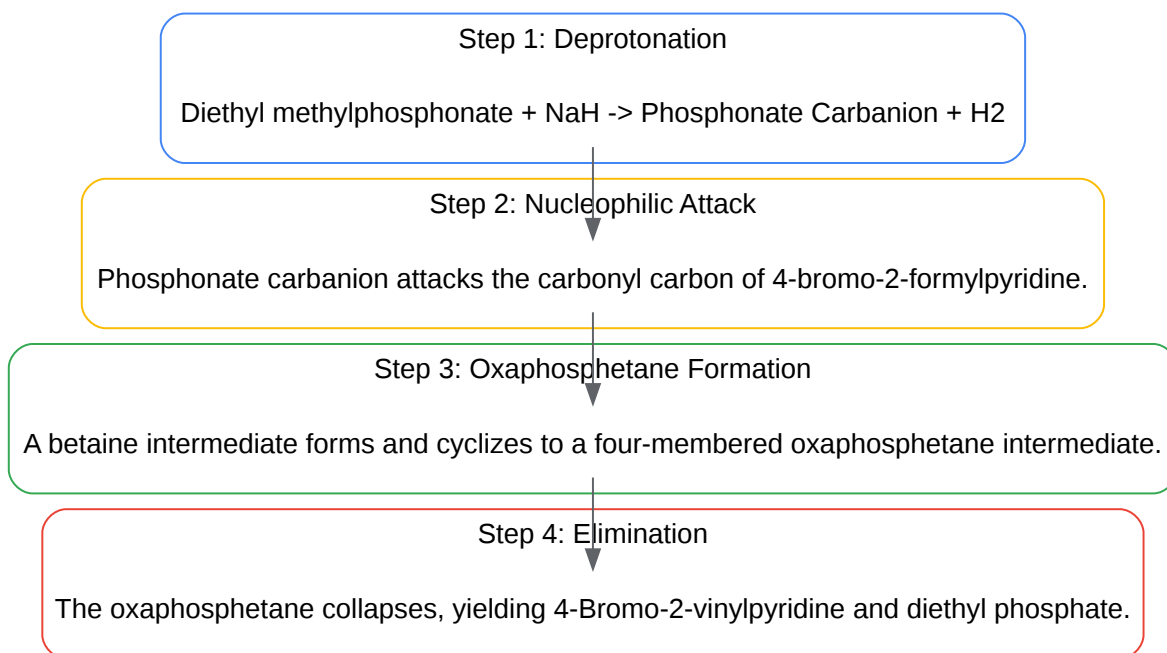 Step 1: Deprotonation
Diethyl methylphosphonate + NaH -> Phosphonate Carbanion + H2
Step 2: Nucleophilic Attack
Phosphonate carbanion attacks the carbonyl carbon of 4-bromo-2-formylpyridine.
Step 3: Oxaphosphetane Formation
A betaine intermediate forms and cyclizes to a four-membered oxaphosphetane intermediate.
Step 4: Elimination
The oxaphosphetane collapses, yielding 4-Bromo-2-vinylpyridine and diethyl phosphate.